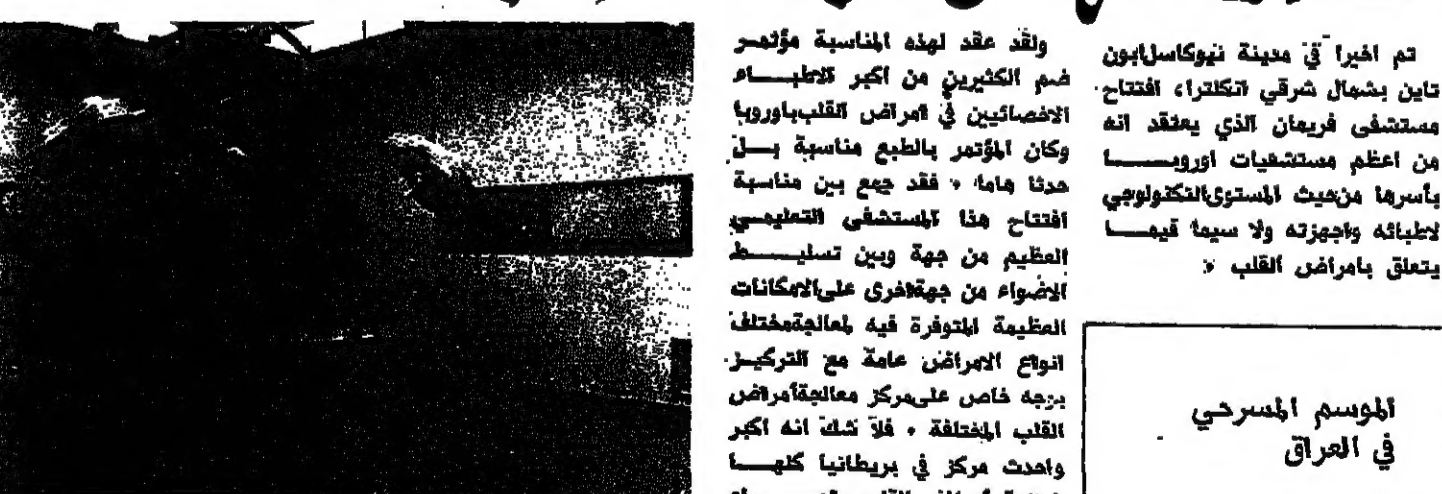 تم اخيرا في مدينة نيوكاسل ابون
تاين بشمال شرقي انكلترا، افتتاح
مستشفى فريمان الذي يعتقد انه
من اعظم مستشفيات اوروبا
بأسرها من حيث المستوى التكنولوجي
لاطبائه واجهزته ولا سيما فيما
يتعلق بامراض القلب .
ولقد عقد لهذه المناسبة مؤتمر
ضم الكثيرين من اكبر الاطباء
الاخصائيين في امراض القلب باوروبا
وكان المؤتمر بالطبع مناسبة بل
حدثا هاما . فقد جمع بين مناسبة
افتتاح هذا المستشفى التعليمي
العظيم من جهة وبين تسليط
الاضواء من جهة اخرى على الامكانات
العظيمة المتوفرة فيه لمعالجة مختلف
انواع الامراض عامة مع التركيز
بوجه خاص على مركز معالجة أمراض
القلب المختلفة . فلا شك انه اكبر
واحدث مركز في بريطانيا كلها
الموسم المسرحي
في العراق